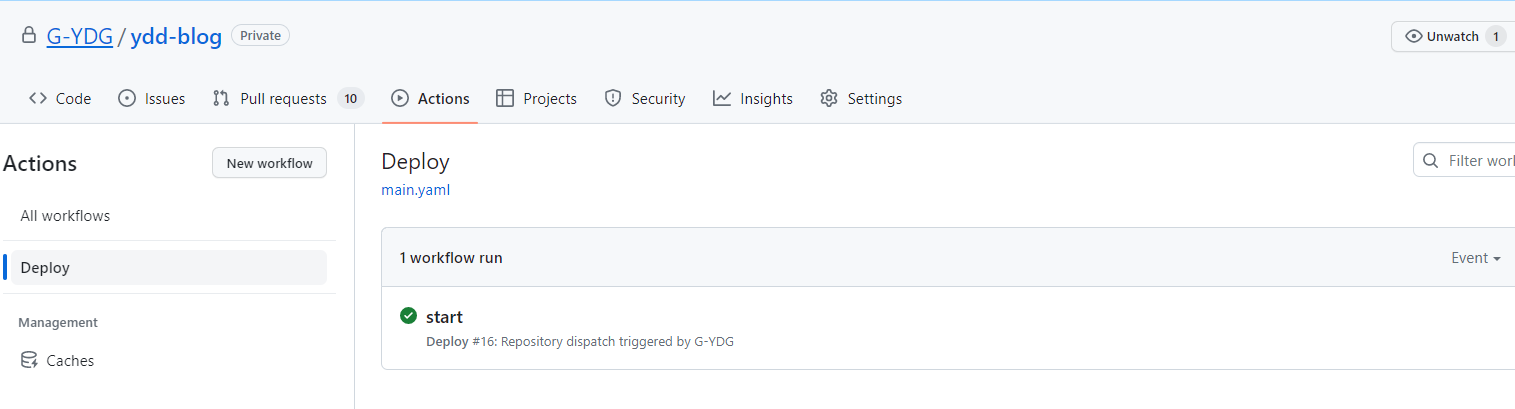 G-YDG / ydd-blog Private
Unwatch 1
Code Issues Pull requests 10 Actions Projects Security Insights Settings
Actions
New workflow
All workflows
Deploy
Management
Caches
Deploy
main.yaml
Filter worl
1 workflow run
Event
start
Deploy #16: Repository dispatch triggered by G-YDG